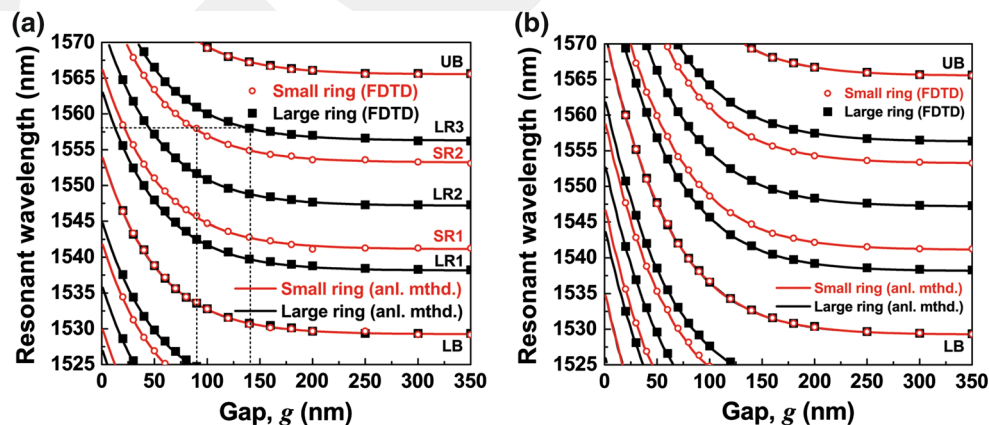 (a)
Resonant wavelength (nm)
1570
1565
1560
1555
1550
1545
1540
1535
1530
1525
UB
Small ring (FDTD)
Large ring (FDTD)
LR3
SR2
LR2
SR1
LR1
Small ring (anl. mthd.)
Large ring (anl. mthd.)
LB
0 50 100 150 200 250 300 350
Gap, g (nm)
(b)
Resonant wavelength (nm)
1570
1565
1560
1555
1550
1545
1540
1535
1530
1525
UB
Small ring (FDTD)
Large ring (FDTD)
Small ring (anl. mthd.)
Large ring (anl. mthd.)
LB
0 50 100 150 200 250 300 350
Gap, g (nm)